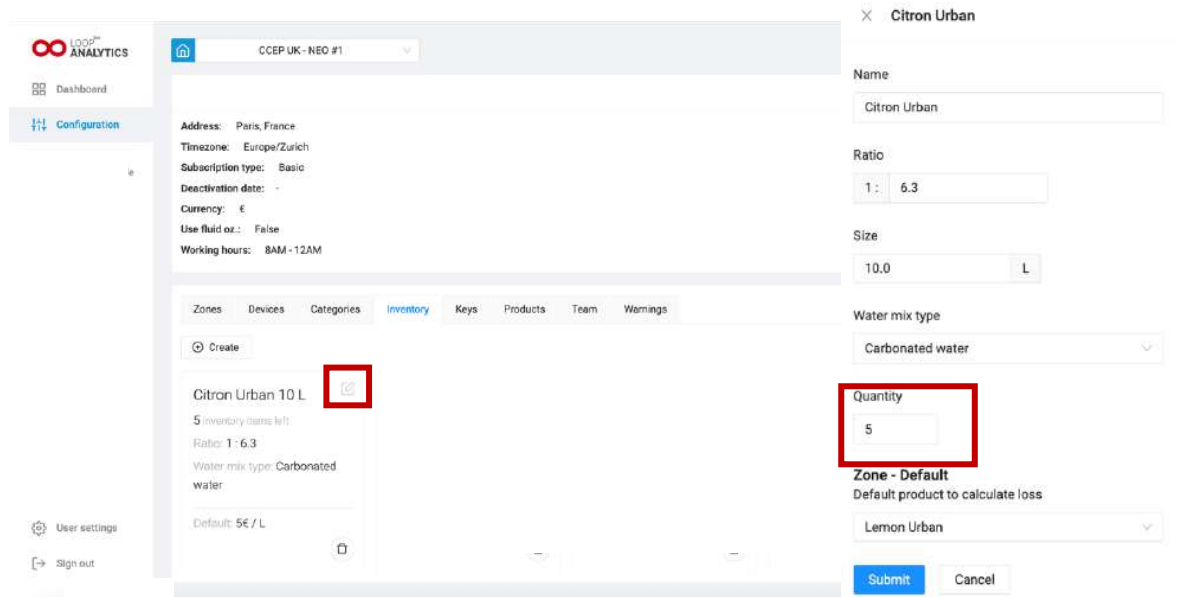 LOOP
ANALYTICS
CCEP UK - NEO #1
Dashboard
Configuration
Address: Paris, France
Timezone: Europe/Zurich
Subscription type: Basic
Deactivation date: -
Currency: €
Use fluid oz.: False
Working hours: 8AM - 12AM
Zones Devices Categories Inventory Keys Products Team Warnings
Create
Citron Urban 10 L
5 inventory items left
Ratio: 1 : 6.3
Water mix type: Carbonated
water
Default: 5€ / L
User settings
Sign out
Citron Urban
Name
Citron Urban
Ratio
1 : 6.3
Size
10.0 L
Water mix type
Carbonated water
Quantity
5
Zone - Default
Default product to calculate loss
Lemon Urban
Submit Cancel